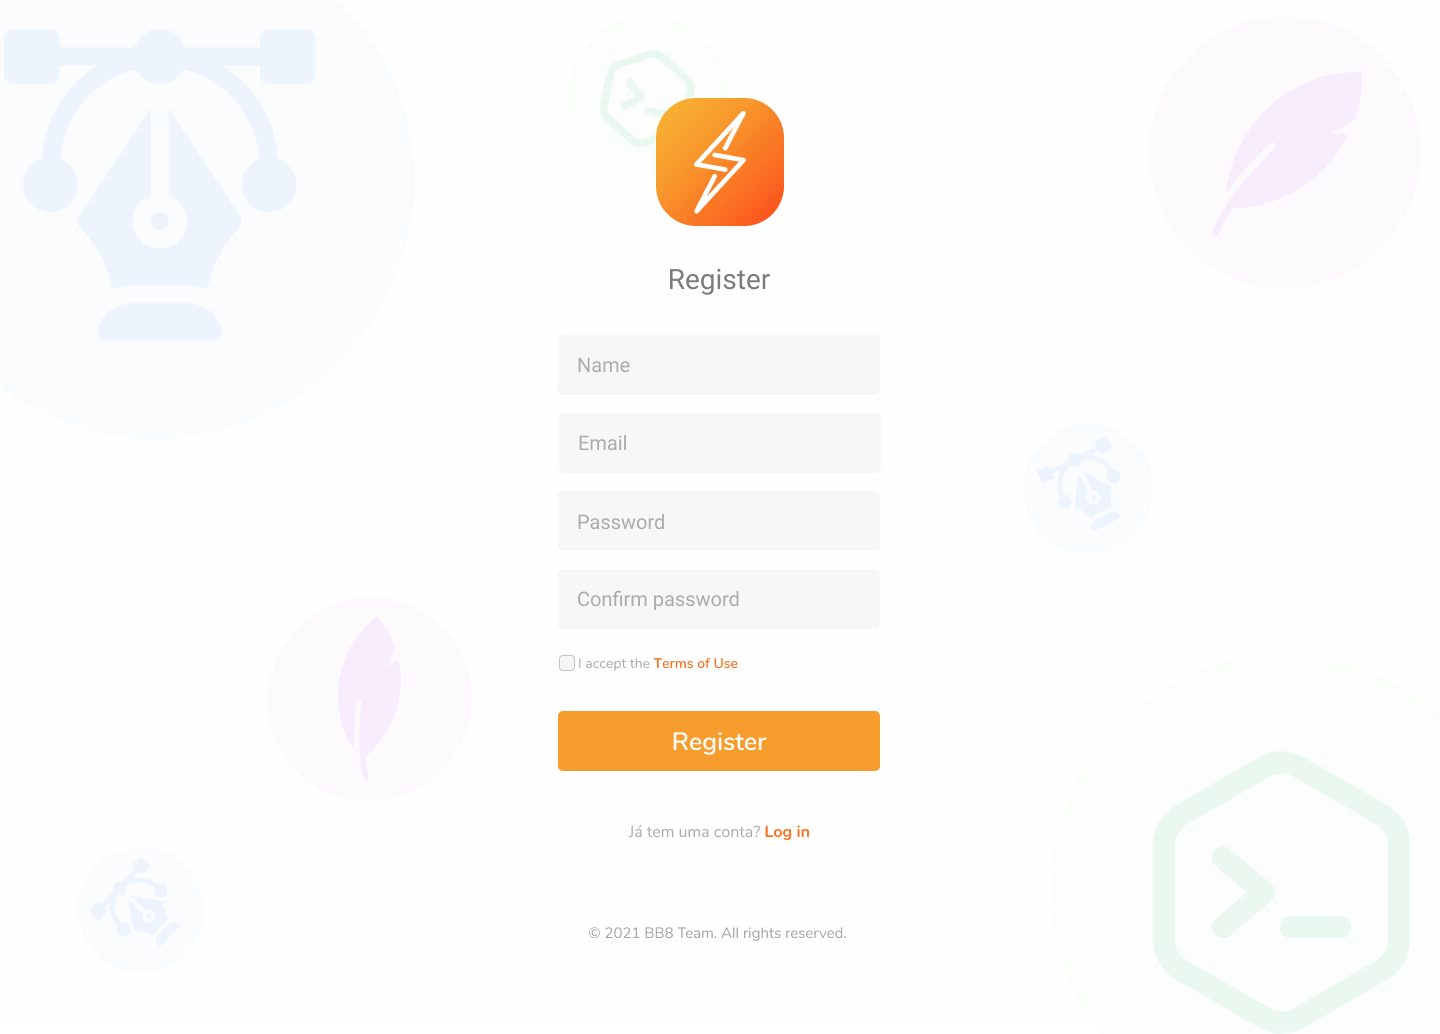 Register
Name
Email
Password
Confirm password
I accept the Terms of Use
Register
Já tem uma conta? Log in
© 2021 BB8 Team. All rights reserved.